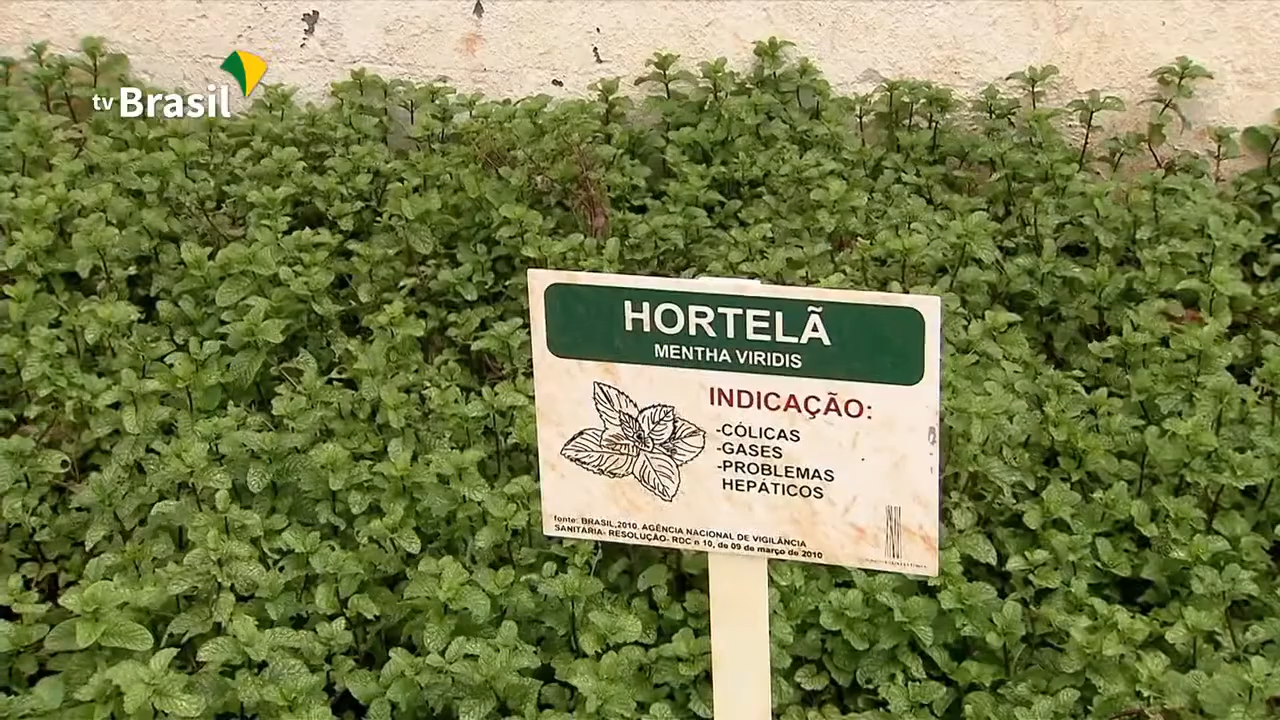 tv Brasil
HORTELÃ
MENTHA VIRIDIS
INDICAÇÃO:
-CÓLICAS
-GASES
-PROBLEMAS
HEPÁTICOS
fonte: BRASIL,2010. AGÊNCIA NACIONAL DE VIGILÂNCIA
SANITÁRIA- RESOLUÇÃO- RDC n 10, de 09 de março de 2010